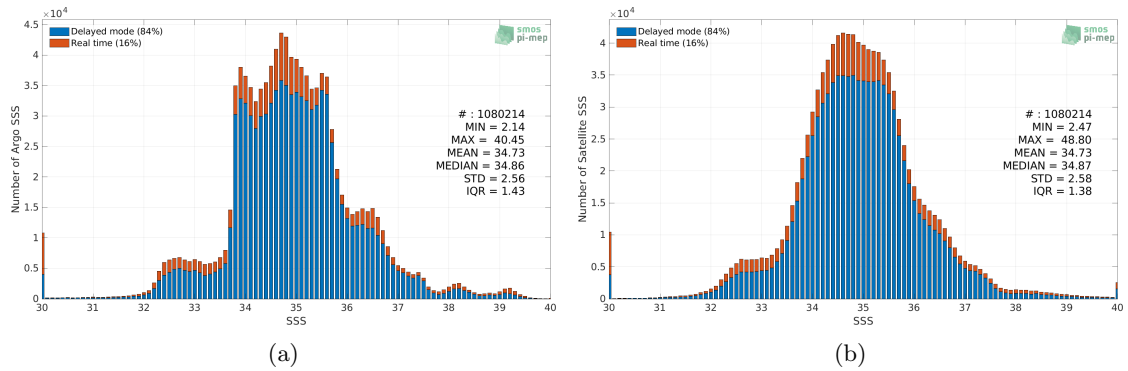 ×10⁴
Delayed mode (84%)
Real time (16%)
smos
pi-mep
4.5
4
3.5
3
2.5
2
1.5
1
0.5
0
Number of Argo SSS
# : 1080214
MIN = 2.14
MAX = 40.45
MEAN = 34.73
MEDIAN = 34.86
STD = 2.56
IQR = 1.43
30 31 32 33 34 35 36 37 38 39 40
SSS
(a)
×10⁴
Delayed mode (84%)
Real time (16%)
smos
pi-mep
4
3.5
3
2.5
2
1.5
1
0.5
0
Number of Satellite SSS
# : 1080214
MIN = 2.47
MAX = 48.80
MEAN = 34.73
MEDIAN = 34.87
STD = 2.58
IQR = 1.38
30 31 32 33 34 35 36 37 38 39 40
SSS
(b)